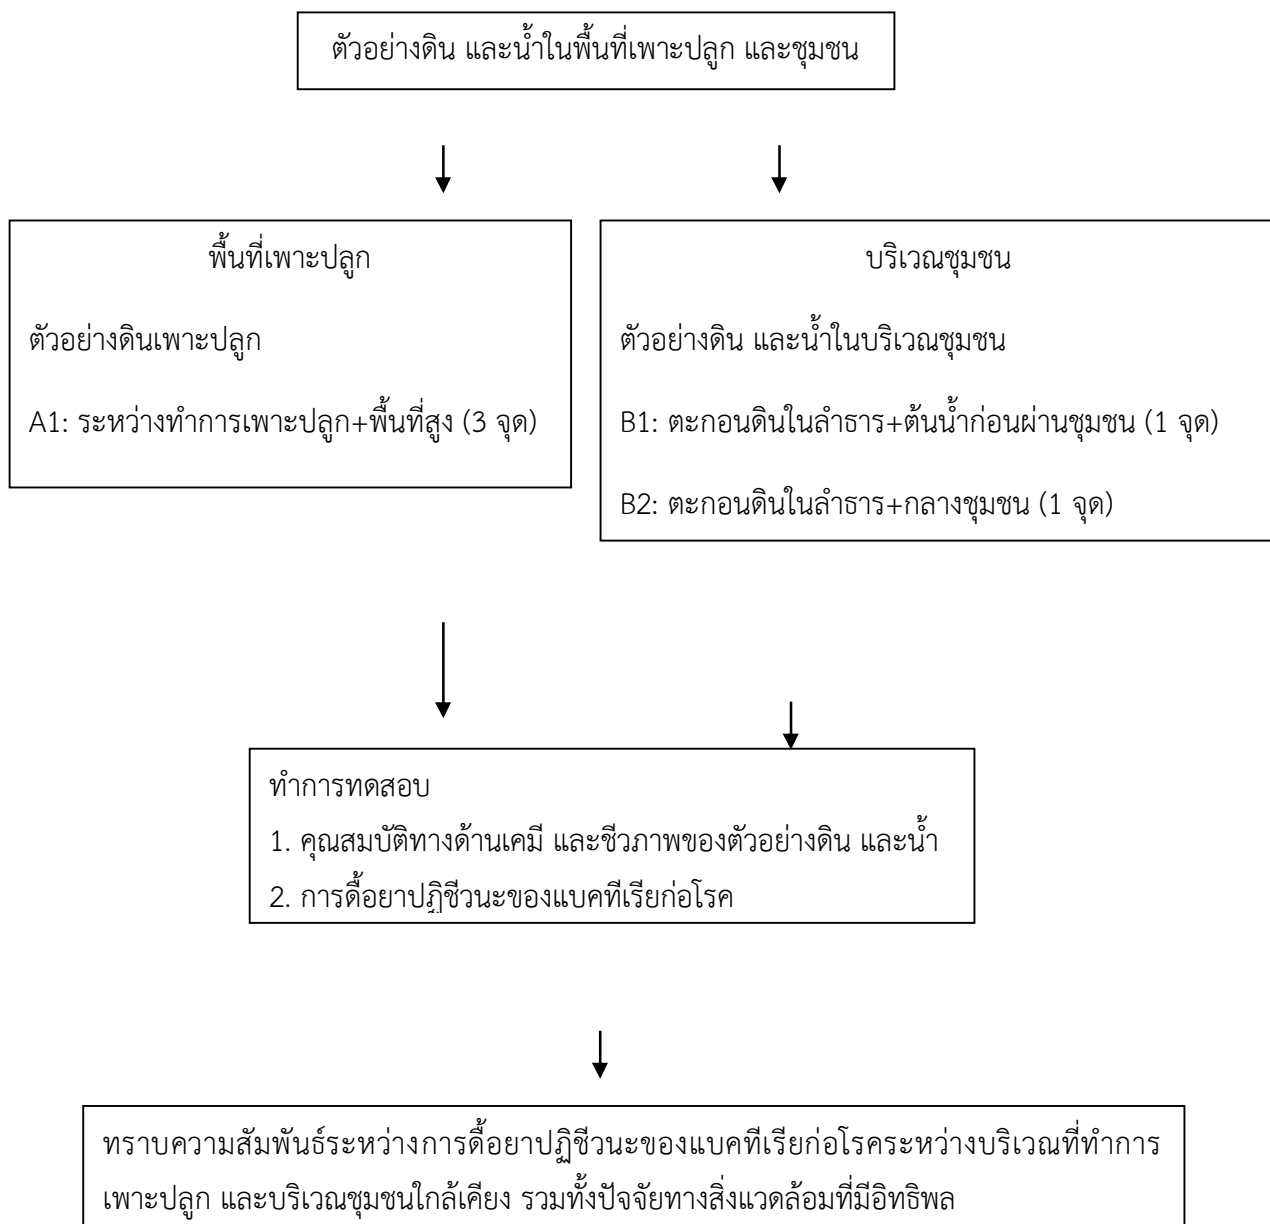 ตัวอย่างดิน และน้ำในพื้นที่เพาะปลูก และชุมชน
พื้นที่เพาะปลูก
ตัวอย่างดินเพาะปลูก
A1: ระหว่างทำการเพาะปลูก+พื้นที่สูง (3 จุด)
บริเวณชุมชน
ตัวอย่างดิน และน้ำในบริเวณชุมชน
B1: ตะกอนดินในลำธาร+ต้นน้ำก่อนผ่านชุมชน (1 จุด)
B2: ตะกอนดินในลำธาร+กลางชุมชน (1 จุด)
ทำการทดสอบ
1. คุณสมบัติทางด้านเคมี และชีวภาพของตัวอย่างดิน และน้ำ
2. การดื้อยาปฏิชีวนะของแบคทีเรียก่อโรค
ทราบความสัมพันธ์ระหว่างการดื้อยาปฏิชีวนะของแบคทีเรียก่อโรคระหว่างบริเวณที่ทำการ
เพาะปลูก และบริเวณชุมชนใกล้เคียง รวมทั้งปัจจัยทางสิ่งแวดล้อมที่มีอิทธิพล